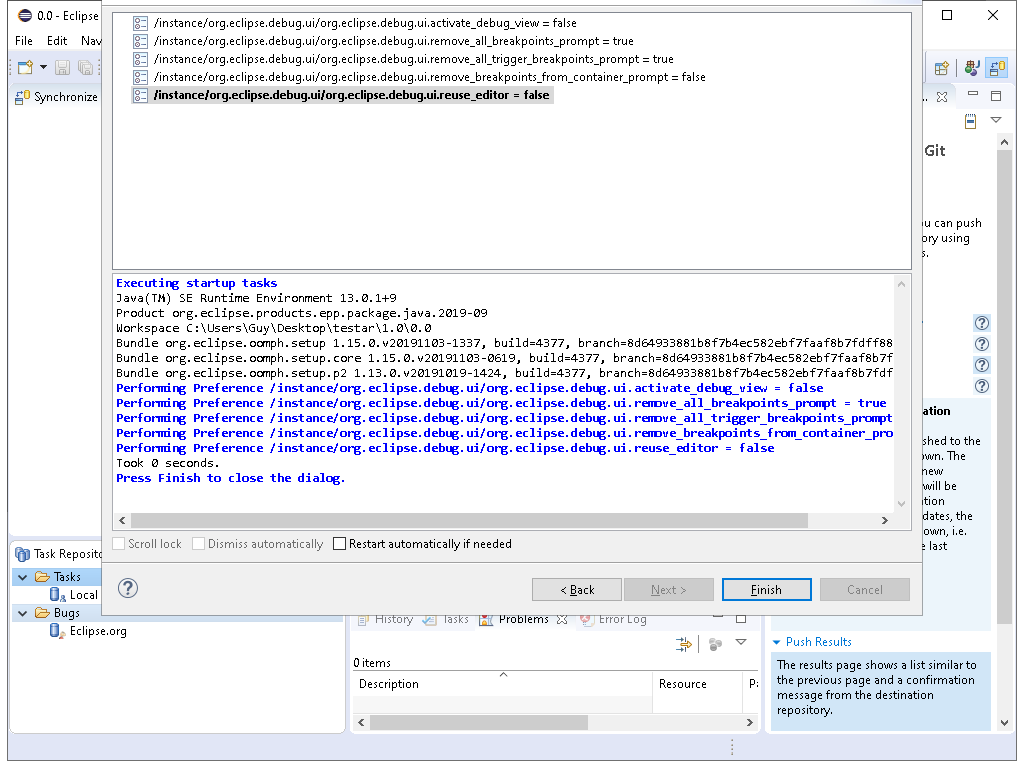 0.0 - Eclipse
File Edit Nav
Synchronize
/instance/org.eclipse.debug.ui/org.eclipse.debug.ui.activate_debug_view = false
/instance/org.eclipse.debug.ui/org.eclipse.debug.ui.remove_all_breakpoints_prompt = true
/instance/org.eclipse.debug.ui/org.eclipse.debug.ui.remove_all_trigger_breakpoints_prompt = true
/instance/org.eclipse.debug.ui/org.eclipse.debug.ui.remove_breakpoints_from_container_prompt = false
/instance/org.eclipse.debug.ui/org.eclipse.debug.ui.reuse_editor = false
Executing startup tasks
Java(TM) SE Runtime Environment 13.0.1+9
Product org.eclipse.products.epp.package.java.2019-09
Workspace C:\Users\Guy\Desktop\testar\1.0\0.0
Bundle org.eclipse.oomph.setup 1.15.0.v20191103-1337, build=4377, branch=8d64933881b8f7b4ec582ebf7faaf8b7fdff88
Bundle org.eclipse.oomph.setup.core 1.15.0.v20191103-0619, build=4377, branch=8d64933881b8f7b4ec582ebf7faaf8b7f
Bundle org.eclipse.oomph.setup.p2 1.13.0.v20191019-1424, build=4377, branch=8d64933881b8f7b4ec582ebf7faaf8b7fdf
Performing Preference /instance/org.eclipse.debug.ui/org.eclipse.debug.ui.activate_debug_view = false
Performing Preference /instance/org.eclipse.debug.ui/org.eclipse.debug.ui.remove_all_breakpoints_prompt = true
Performing Preference /instance/org.eclipse.debug.ui/org.eclipse.debug.ui.remove_all_trigger_breakpoints_prompt
Performing Preference /instance/org.eclipse.debug.ui/org.eclipse.debug.ui.remove_breakpoints_from_container_pro
Performing Preference /instance/org.eclipse.debug.ui/org.eclipse.debug.ui.reuse_editor = false
Took 0 seconds.
Press Finish to close the dialog.
Scroll lock Dismiss automatically Restart automatically if needed
< Back Next > Finish Cancel
Task Reposito
Tasks
Local
Bugs
Eclipse.org
History Tasks Problems Error Log
0 items
Description Resource Pa
Git
u can push
ory using
s.
ation
shed to the
own. The
new
will be
tion
dates, the
own, i.e.
e last
Push Results
The results page shows a list similar to
the previous page and a confirmation
message from the destination
repository.